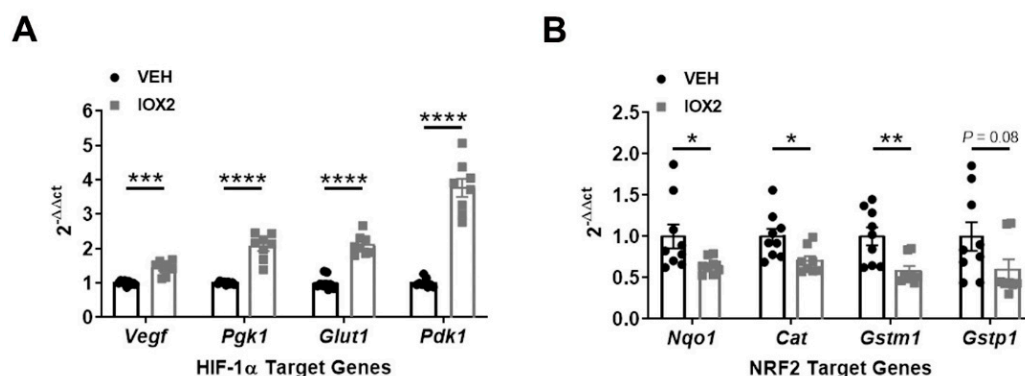 A
VEH
IOX2
2^-ΔΔct
6
5
4
3
2
1
0
***
****
****
****
Vegf
Pgk1
Glut1
Pdk1
HIF-1α Target Genes
B
VEH
IOX2
2^-ΔΔct
2.5
2.0
1.5
1.0
0.5
0.0
*
*
**
P = 0.08
Nqo1
Cat
Gstm1
Gstp1
NRF2 Target Genes